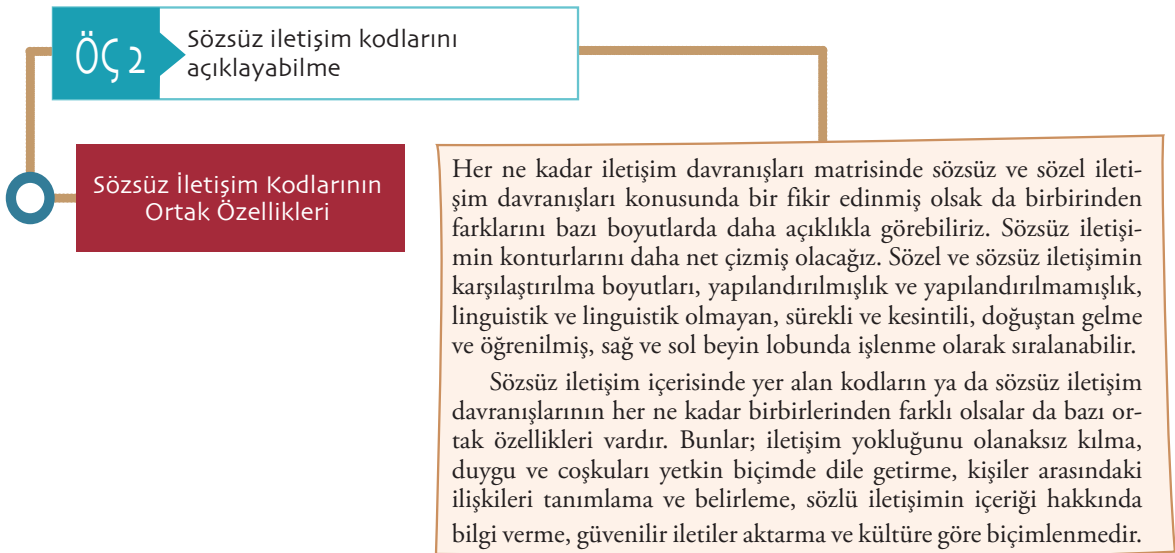 ÖÇ 2
Sözsüz iletişim kodlarını
açıklayabilme
Sözsüz İletişim Kodlarının
Ortak Özellikleri
Her ne kadar iletişim davranışları matrisinde sözsüz ve sözel ileti-
şim davranışları konusunda bir fikir edinmiş olsak da birbirinden
farklarını bazı boyutlarda daha açıklıkla görebiliriz. Sözsüz iletişi-
min konturlarını daha net çizmiş olacağız. Sözel ve sözsüz iletişimin
karşılaştırılma boyutları, yapılandırılmışlık ve yapılandırılmamışlık,
linguistik ve linguistik olmayan, sürekli ve kesintili, doğuştan gelme
ve öğrenilmiş, sağ ve sol beyin lobunda işlenme olarak sıralanabilir.
Sözsüz iletişim içerisinde yer alan kodların ya da sözsüz iletişim
davranışlarının her ne kadar birbirlerinden farklı olsalar da bazı or-
tak özellikleri vardır. Bunlar; iletişim yokluğunu olanaksız kılma,
duygu ve coşkuları yetkin biçimde dile getirme, kişiler arasındaki
ilişkileri tanımlama ve belirleme, sözlü iletişimin içeriği hakkında
bilgi verme, güvenilir iletiler aktarma ve kültüre göre biçimlenmedir.